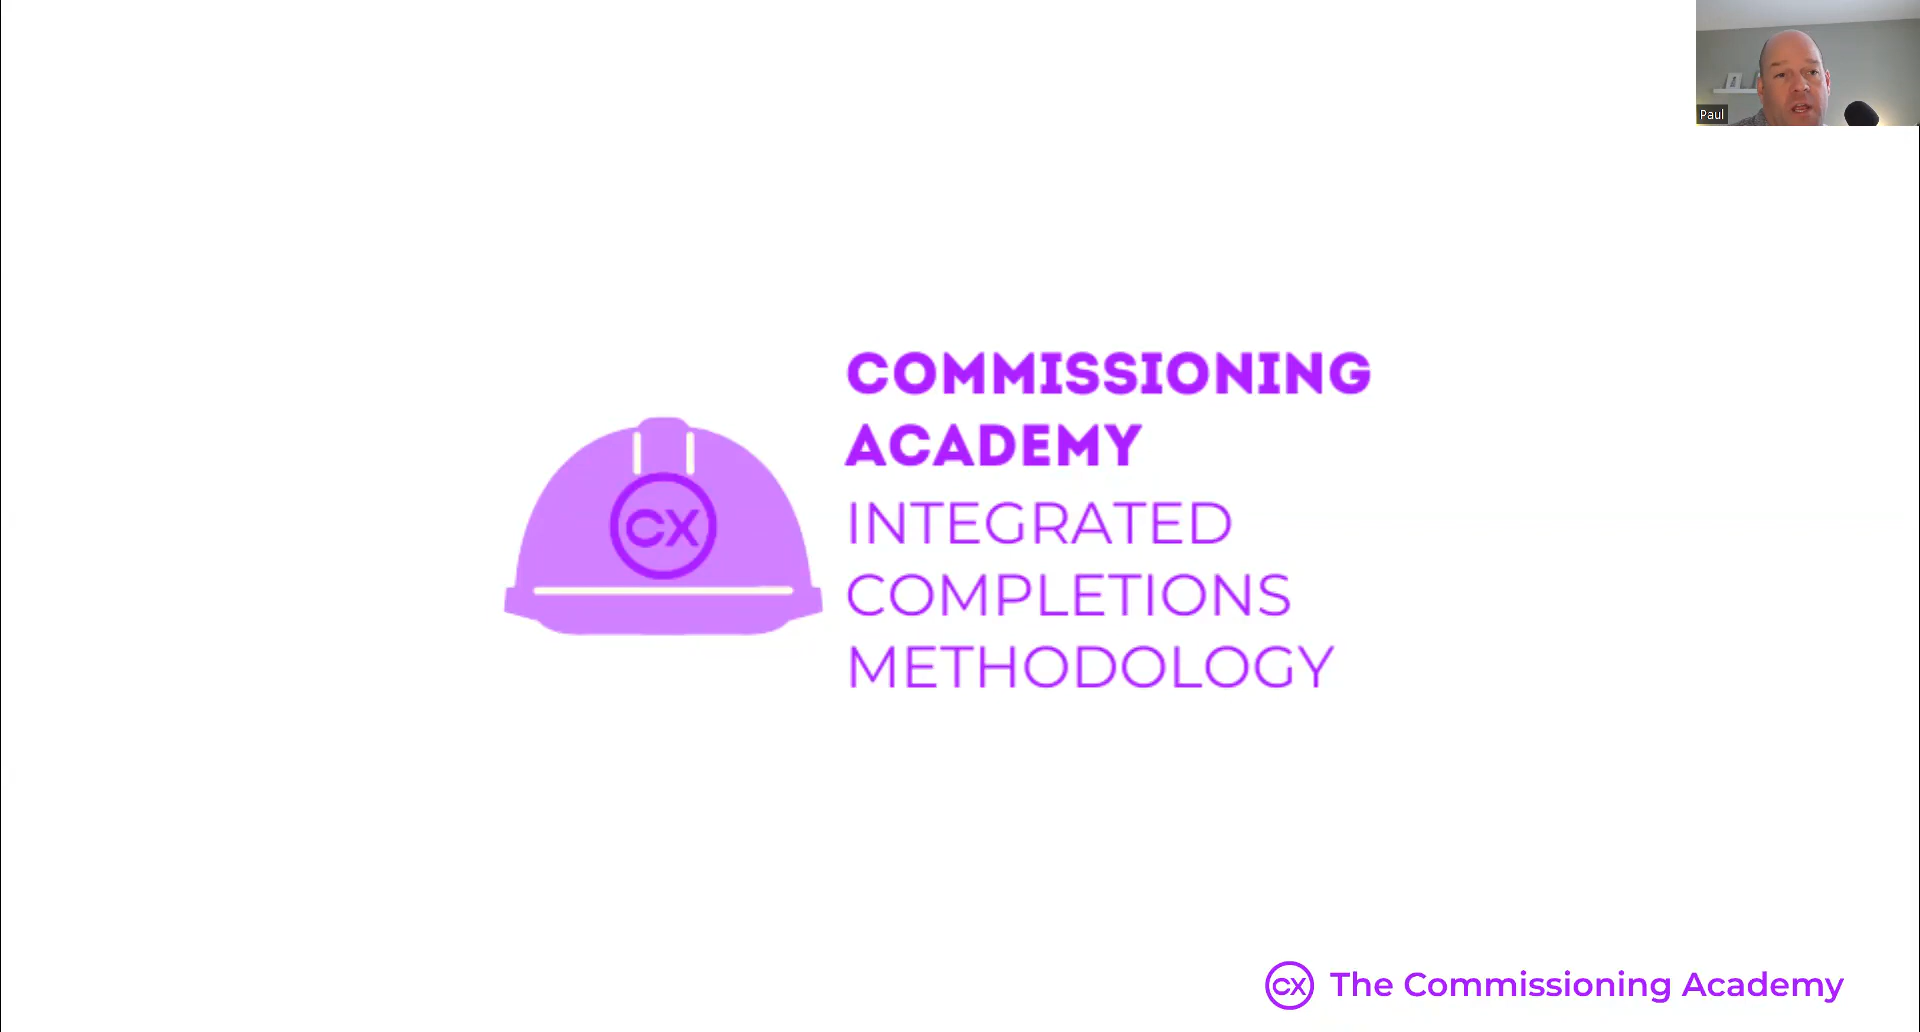 Paul
COMMISSIONING
ACADEMY
INTEGRATED
COMPLETIONS
METHODOLOGY
CX
CX The Commissioning Academy